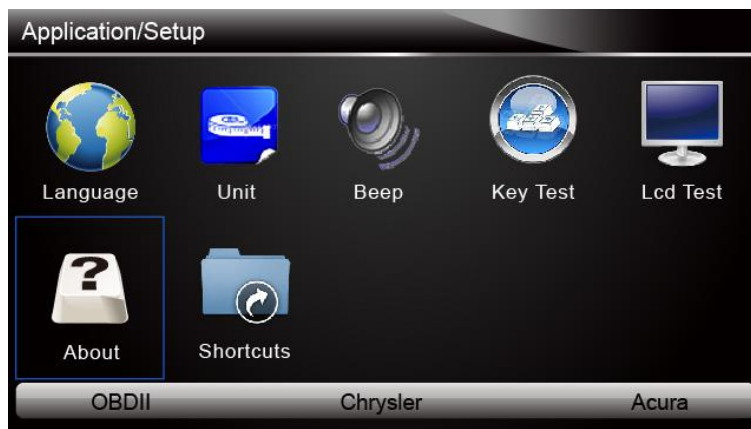 Application/Setup
Language Unit Beep Key Test Lcd Test
?
About Shortcuts
OBDII Chrysler Acura